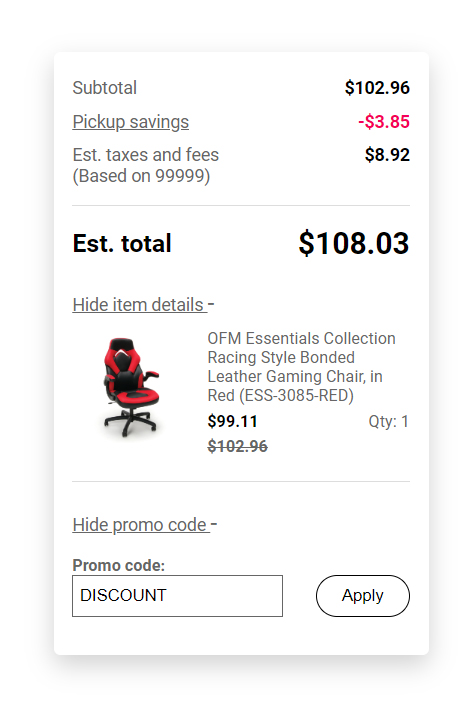 Subtotal $102.96
Pickup savings -$3.85
Est. taxes and fees $8.92
(Based on 99999)
Est. total $108.03
Hide item details -
OFM Essentials Collection
Racing Style Bonded
Leather Gaming Chair, in
Red (ESS-3085-RED)
$99.11 Qty: 1
$102.96
Hide promo code -
Promo code:
DISCOUNT Apply